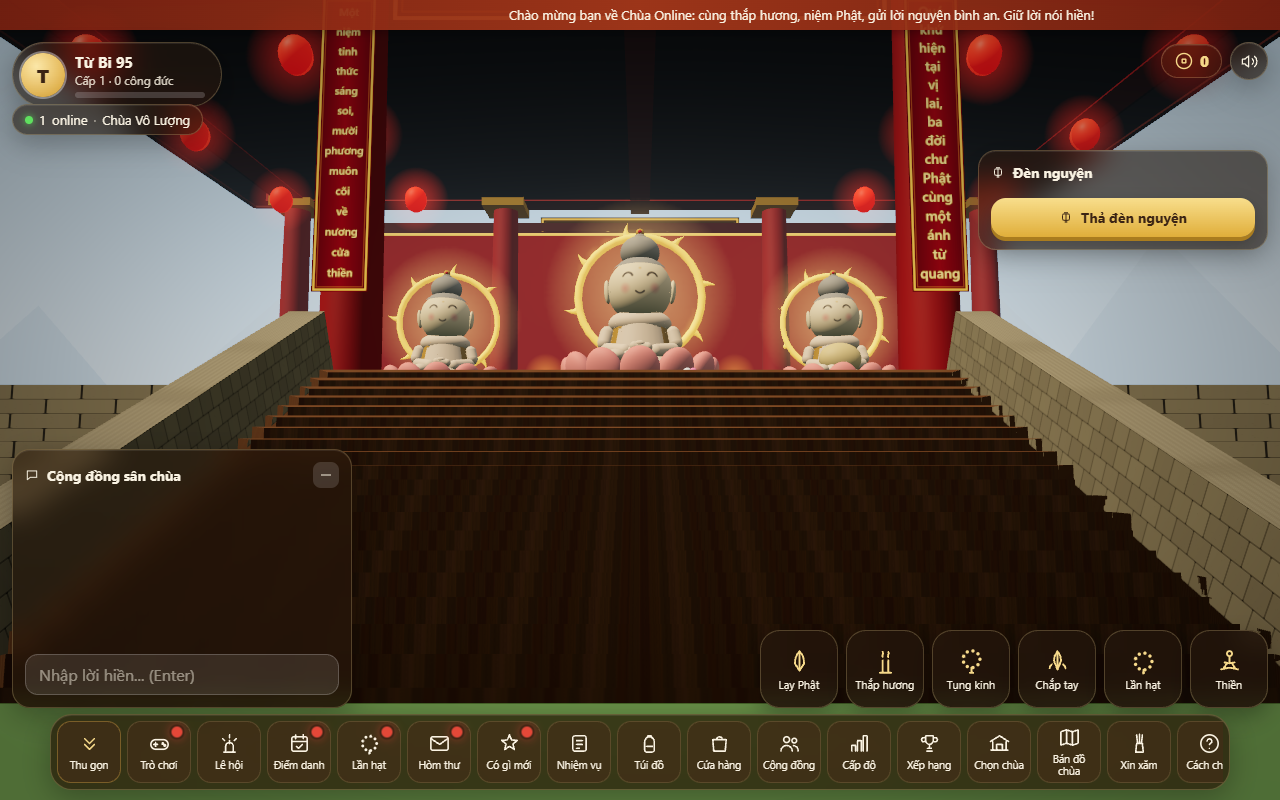 Chào mừng bạn về Chùa Online: cùng thắp hương, niệm Phật, gửi lời nguyện bình an. Giữ lời nói hiền!
T
Từ Bi 95
Cấp 1 · 0 công đức
1 online · Chùa Vô Lượng
0
niệm
tính
thức
sáng
soi,
mười
phương
muôn
cõi
về
nương
cửa
thiền
hiện
tại
vị
lai,
ba
đời
chư
Phật
cùng
một
ánh
từ
quang
Đèn nguyện
Thả đèn nguyện
Cộng đồng sân chùa
Nhập lời hiền... (Enter)
Lạy Phật
Thắp hương
Tụng kinh
Chắp tay
Lần hạt
Thiền
Thu gọn
Trò chơi
Lễ hội
Điểm danh
Lần hạt
Hòm thư
Có gì mới
Nhiệm vụ
Túi đồ
Cửa hàng
Cộng đồng
Cấp độ
Xếp hạng
Chọn chùa
Bản đồ
chùa
Xin xăm
Cách ch